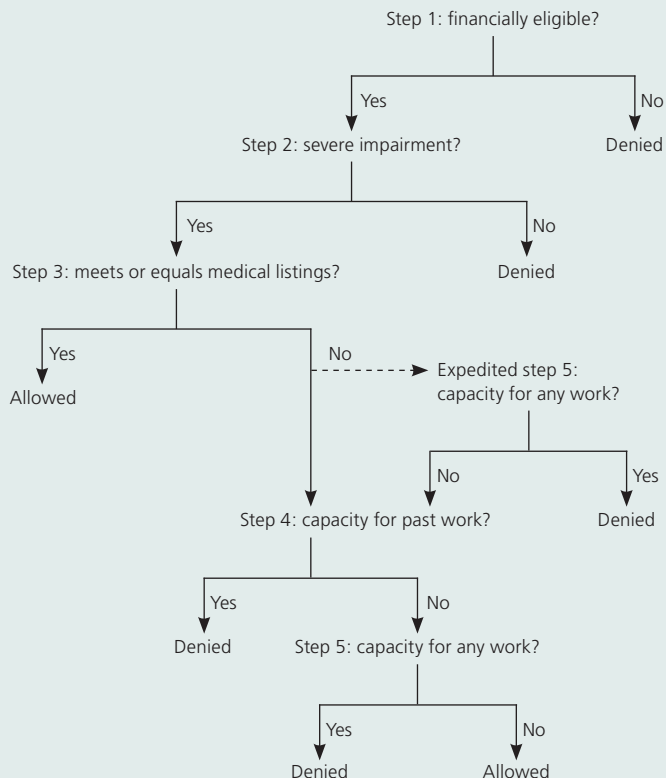 Step 1: financially eligible?
Yes
No
Step 2: severe impairment?
Denied
Yes
No
Step 3: meets or equals medical listings?
Denied
Yes
No
Allowed
Expedited step 5:
capacity for any work?
No
Yes
Step 4: capacity for past work?
Denied
Yes
No
Denied
Step 5: capacity for any work?
Yes
No
Denied
Allowed